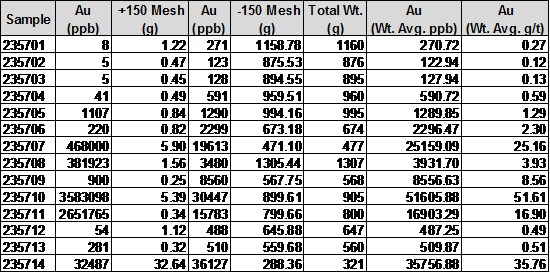 Sample Au (ppb) +150 Mesh (g) Au (ppb) -150 Mesh (g) Total Wt. (g) Au (Wt. Avg. ppb) Au (Wt. Avg. g/t)
235701 8 1.22 271 1158.78 1160 270.72 0.27
235702 5 0.47 123 875.53 876 122.94 0.12
235703 5 0.45 128 894.55 895 127.94 0.13
235704 41 0.49 591 959.51 960 590.72 0.59
235705 1107 0.84 1290 994.16 995 1289.85 1.29
235706 220 0.82 2299 673.18 674 2296.47 2.30
235707 468000 5.90 19613 471.10 477 25159.09 25.16
235708 381923 1.56 3480 1305.44 1307 3931.70 3.93
235709 900 0.25 8560 567.75 568 8556.63 8.56
235710 3583098 5.39 30447 899.61 905 51605.88 51.61
235711 2651765 0.34 15783 799.66 800 16903.29 16.90
235712 54 1.12 488 645.88 647 487.25 0.49
235713 281 0.32 510 559.68 560 509.87 0.51
235714 32487 32.64 36127 288.36 321 35756.88 35.76